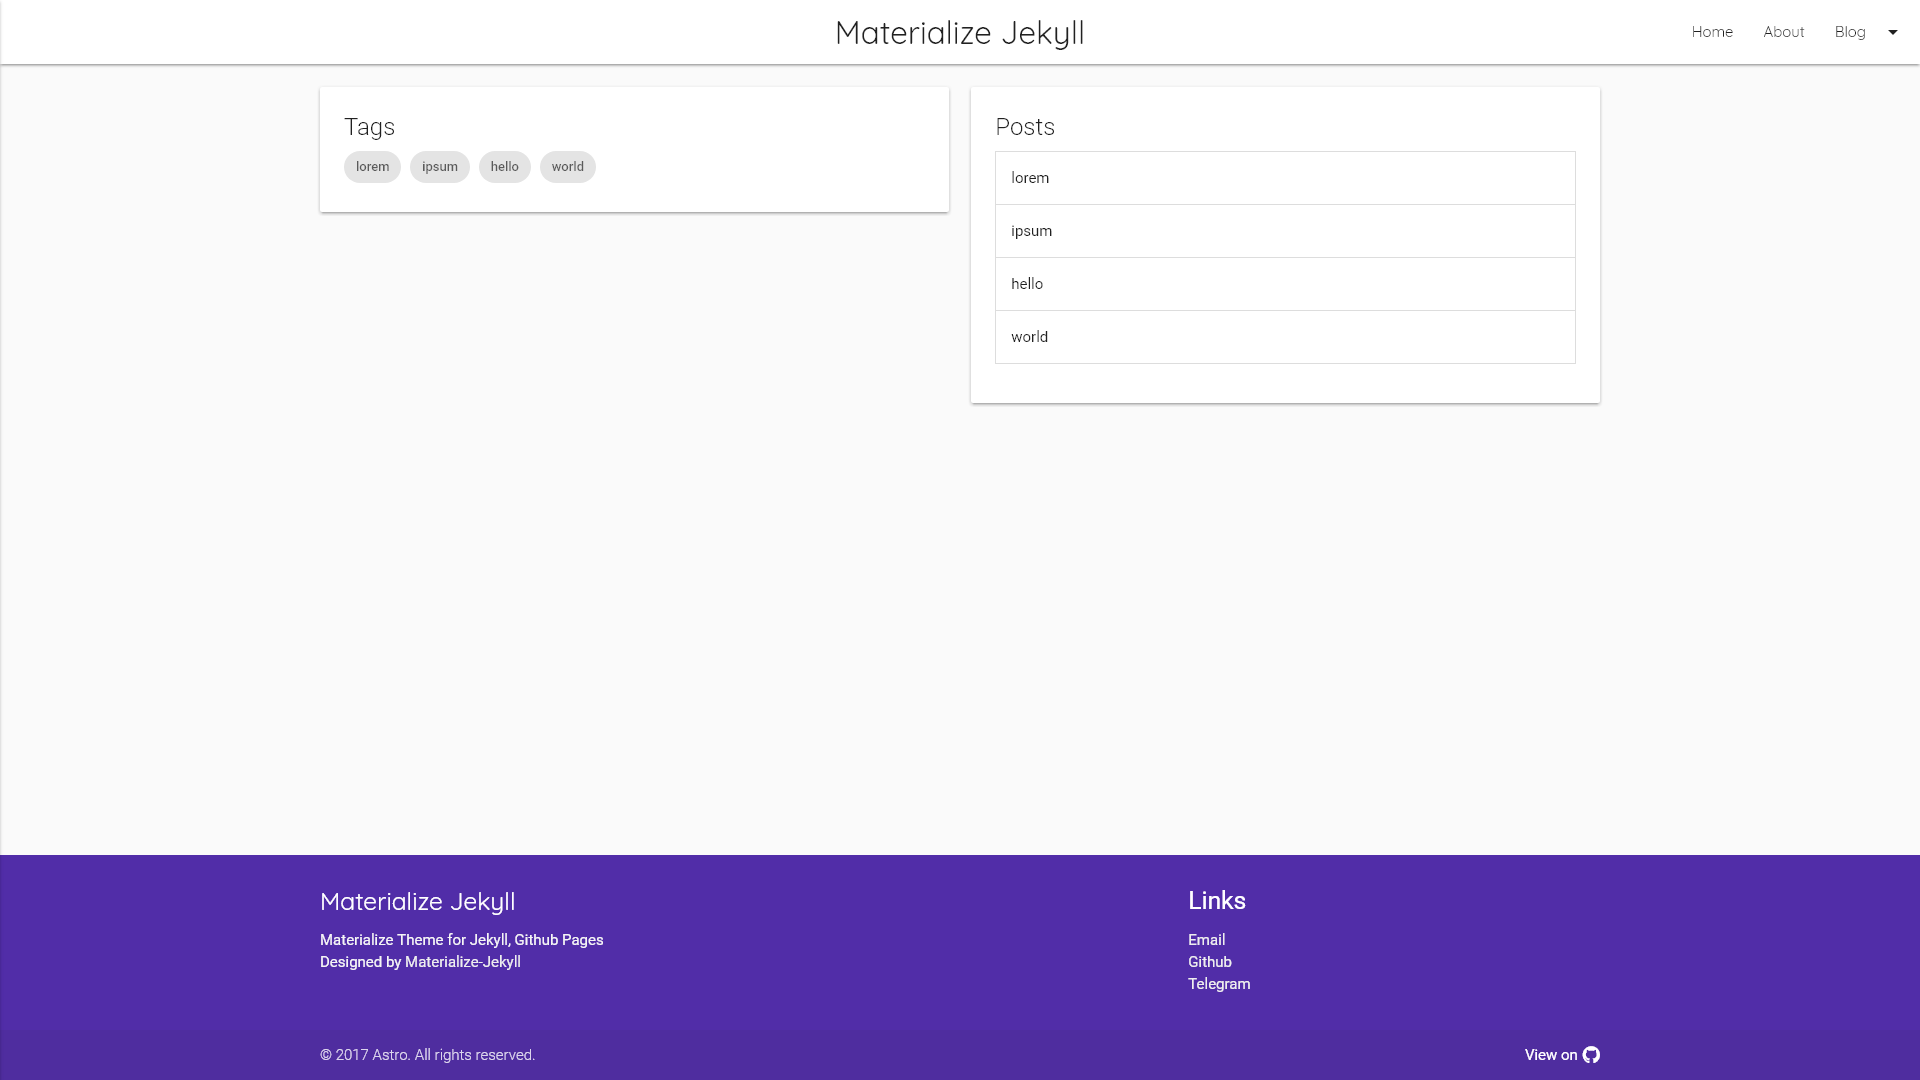 Materialize Jekyll
Home About Blog
Tags
lorem ipsum hello world
Posts
lorem
ipsum
hello
world
Materialize Jekyll
Materialize Theme for Jekyll, Github Pages
Designed by Materialize-Jekyll
Links
Email
Github
Telegram
© 2017 Astro. All rights reserved.
View on